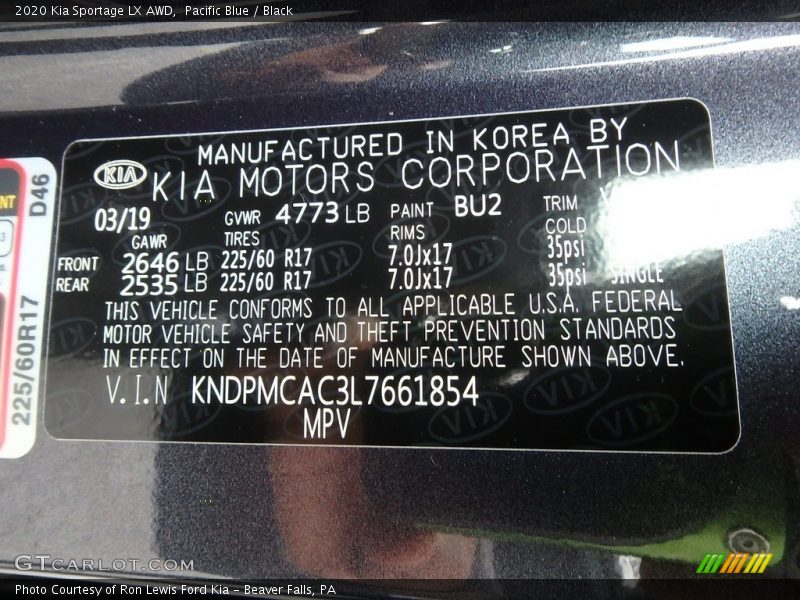 2020 Kia Sportage LX AWD, Pacific Blue / Black
MANUFACTURED IN KOREA BY
KIA KIA MOTORS CORPORATION
03/19 GVWR 4773 LB PAINT BU2 TRIM
GAWR TIRES RIMS COLD
FRONT 2646 LB 225/60 R17 7.0Jx17 35psi
REAR 2535 LB 225/60 R17 7.0Jx17 35psi SINGLE
THIS VEHICLE CONFORMS TO ALL APPLICABLE U.S.A. FEDERAL
MOTOR VEHICLE SAFETY AND THEFT PREVENTION STANDARDS
IN EFFECT ON THE DATE OF MANUFACTURE SHOWN ABOVE.
V.I.N KNDPMCAC3L7661854
MPV
D46
225/60R17
GTCARLOT.COM
Photo Courtesy of Ron Lewis Ford Kia - Beaver Falls, PA